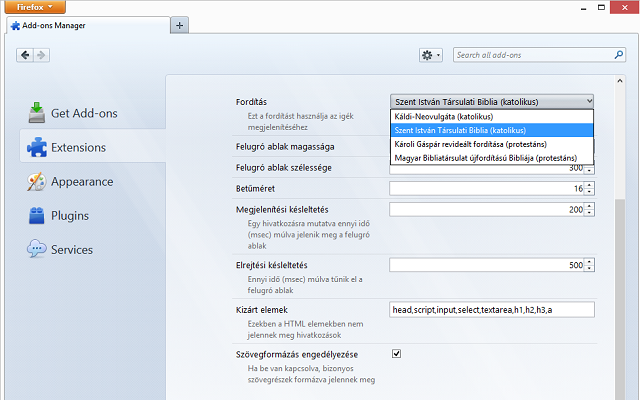 Firefox
Add-ons Manager
Search all add-ons
Get Add-ons
Extensions
Appearance
Plugins
Services
Fordítás
Szent István Társulati Biblia (katolikus)
Ezt a fordítást használja az igék
megjelenítéséhez
Káldi-Neovulgáta (katolikus)
Szent István Társulati Biblia (katolikus)
Károli Gáspár revideált fordítása (protestáns)
Magyar Bibliatársulat újfordítású Bibliája (protestáns)
Felugró ablak magassága
Felugró ablak szélessége
300
Betűméret
16
Megjelenítési késleltetés
200
Egy hivatkozásra mutatva ennyi idő
(msec) múlva jelenik meg a felugró
ablak
Elrejtési késleltetés
500
Ennyi idő (msec) múlva tűnik el a
felugró ablak
Kizárt elemek
head,script,input,select,textarea,h1,h2,h3,a
Ezekben a HTML elemekben nem
jelennek meg hivatkozások
Szövegformázás engedélyezése
Ha be van kapcsolva, bizonyos
szövegrészek formázva jelennek meg